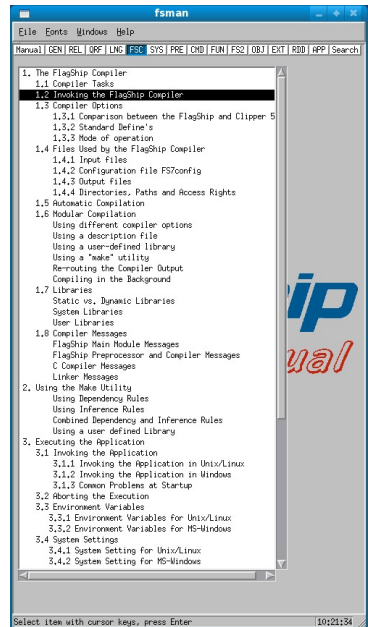 fsman
File Fonts Windows Help
Manual GEN REL QRF LNG FSC SYS PRE CMD FUN FS2 OBJ EXT RDD APP Search
1. The FlagShip Compiler
1.1 Compiler Tasks
1.2 Invoking the FlagShip Compiler
1.3 Compiler Options
1.3.1 Comparison between the FlagShip and Clipper 5
1.3.2 Standard Define's
1.3.3 Mode of operation
1.4 Files Used by the FlagShip Compiler
1.4.1 Input files
1.4.2 Configuration file FS7config
1.4.3 Output files
1.4.4 Directories, Paths and Access Rights
1.5 Automatic Compilation
1.6 Modular Compilation
Using different compiler options
Using a description file
Using a user-defined library
Using a "make" utility
Re-routing the Compiler Output
Compiling in the Background
1.7 Libraries
Static vs. Dynamic Libraries
System Libraries
User Libraries
1.8 Compiler Messages
FlagShip Main Module Messages
FlagShip Preprocessor and Compiler Messages
C Compiler Messages
Linker Messages
2. Using the Make Utility
Using Dependency Rules
Using Inference Rules
Combined Dependency and Inference Rules
Using a user defined Library
3. Executing the Application
3.1 Invoking the Application
3.1.1 Invoking the Application in Unix/Linux
3.1.2 Invoking the Application in Windows
3.1.3 Common Problems at Startup
3.2 Aborting the Execution
3.3 Environment Variables
3.3.1 Environment Variables for Unix/Linux
3.3.2 Environment Variables for MS-Windows
3.4 System Settings
3.4.1 System Setting for Unix/Linux
3.4.2 System Setting for MS-Windows
ip
ual
Select item with cursor keys, press Enter
10:21:34